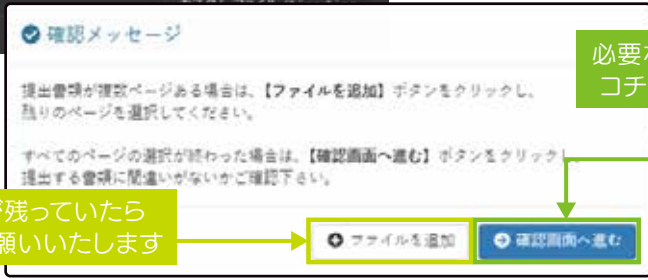 確認メッセージ
必要な
コチ
提出書類が複数ページある場合は、【ファイルを追加】ボタンをクリックし、
残りのページを選択してください。
すべてのページの選択が終わった場合は、【確認画面へ進む】ボタンをクリックし、
提出する書類に間違いがないかご確認下さい。
が残っていたら
願いいたします
ファイルを追加
確認画面へ進む